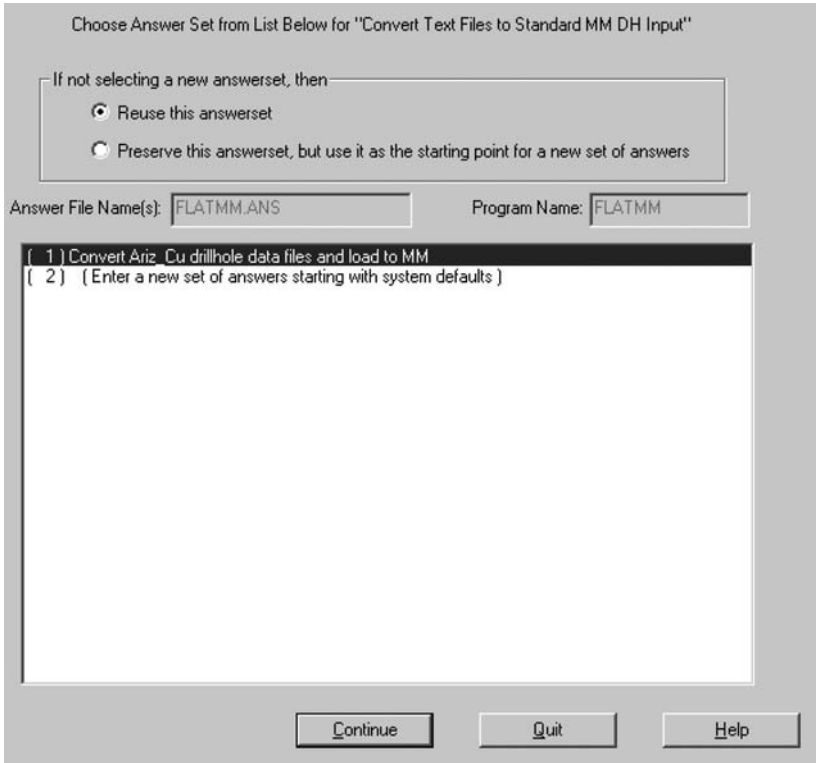 Choose Answer Set from List Below for "Convert Text Files to Standard MM DH Input"
If not selecting a new answerset, then
Reuse this answerset
Preserve this answerset, but use it as the starting point for a new set of answers
Answer File Name(s): FLATMM.ANS Program Name: FLATMM
( 1 ) Convert Ariz_Cu drillhole data files and load to MM
( 2 ) ( Enter a new set of answers starting with system defaults )
Continue Quit Help